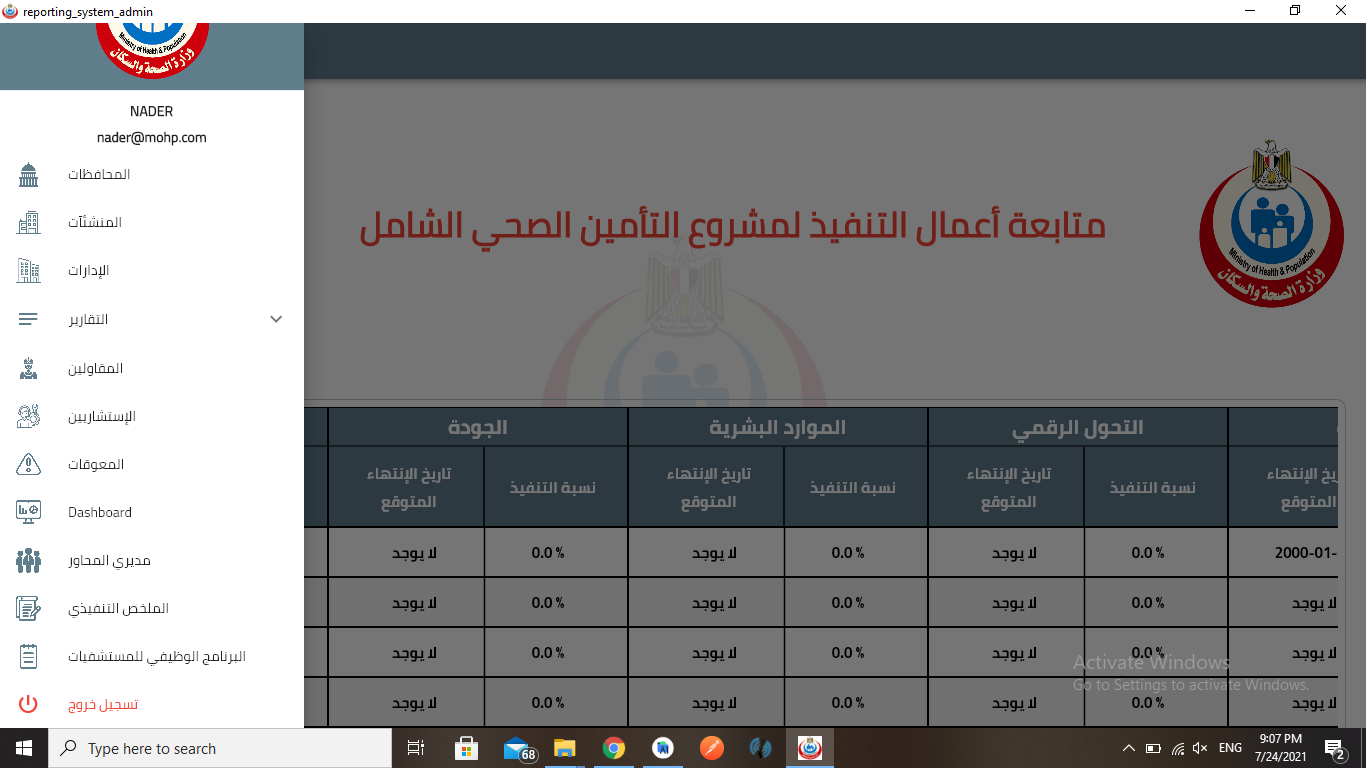 reporting_system_admin
Ministry of Health & Population
وزارة الصحة والسكان
NADER
nader@mohp.com
المحافظات
المنشئآت
الإدارات
التقارير
المقاولين
الإستشاريين
المعوقات
Dashboard
مديري المحاور
الملخص التنفيذي
البرنامج الوظيفي للمستشفيات
تسجيل خروج
متابعة أعمال التنفيذ لمشروع التأمين الصحي الشامل
Ministry of Health & Population
وزارة الصحة والسكان
التحول الرقمي الموارد البشرية الجودة
المتوقع نسبة التنفيذ تاريخ الإنتهاء المتوقع نسبة التنفيذ تاريخ الإنتهاء المتوقع نسبة التنفيذ تاريخ الإنتهاء المتوقع
2000-01- 0.0 % لا يوجد 0.0 % لا يوجد 0.0 % لا يوجد
لا يوجد 0.0 % لا يوجد 0.0 % لا يوجد 0.0 % لا يوجد
لا يوجد 0.0 % لا يوجد 0.0 % لا يوجد 0.0 % لا يوجد
لا يوجد 0.0 % لا يوجد 0.0 % لا يوجد 0.0 % لا يوجد
Activate Windows
Go to Settings to activate Windows.
Type here to search
68
ENG
9:07 PM
7/24/2021
2